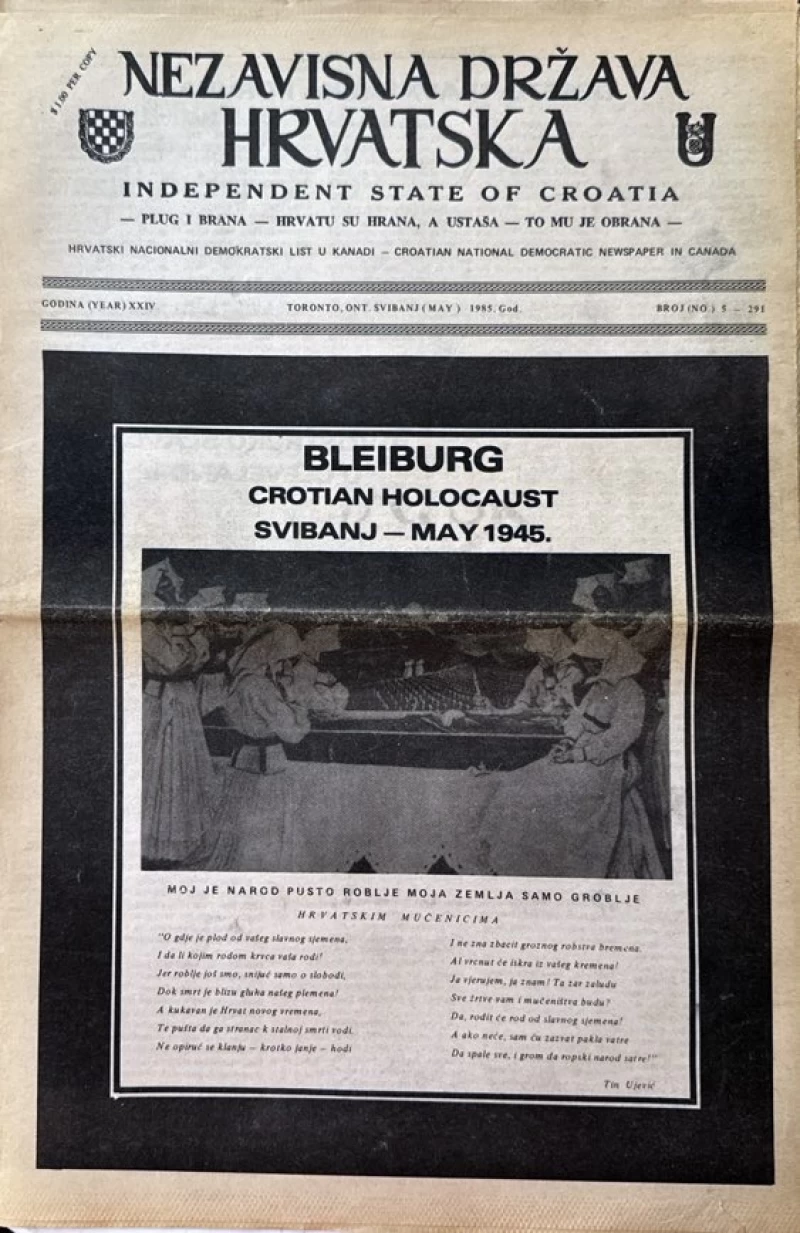 $1.00 PER COPY
NEZAVISNA DRŽAVA
HRVATSKA
INDEPENDENT STATE OF CROATIA
— PLUG I BRANA — HRVATU SU HRANA, A USTAŠA — TO MU JE OBRANA —
HRVATSKI NACIONALNI DEMOKRATSKI LIST U KANADI – CROATIAN NATIONAL DEMOCRATIC NEWSPAPER IN CANADA
GODINA (YEAR) XXIV TORONTO, ONT. SVIBANJ (MAY) 1985. God. BROJ (NO.) 5 — 291
BLEIBURG
CROTIAN HOLOCAUST
SVIBANJ — MAY 1945.
MOJ JE NAROD PUSTO ROBLJE MOJA ZEMLJA SAMO GROBLJE
HRVATSKIM MUČENICIMA
"O gdje je plod od vašeg slavnog sjemena,
I da li kojim rodom krvca vaša rodi?
Jer roblje još smo, snijuć samo o slobodi,
Dok smrt je blizu gluha našeg plemena!
A kukavan je Hrvat novog vremena,
Te pušta da ga stranac k stalnoj smrti vodi.
Ne opiruć se klanju — krotko janje — hodi
I ne zna zbacit groznog robstva bremena.
Al vrcnut će iskra iz vašeg kremena!
Ja vjerujem, ja znam! Ta zar zaludu
Sve žrtve vam i mučeništva budu?
Da, rodit će rod od slavnog sjemena!
A ako neće, sam ću zazvat pakla vatre
Da spale sve, i grom da ropski narod satre!"
Tin Ujević